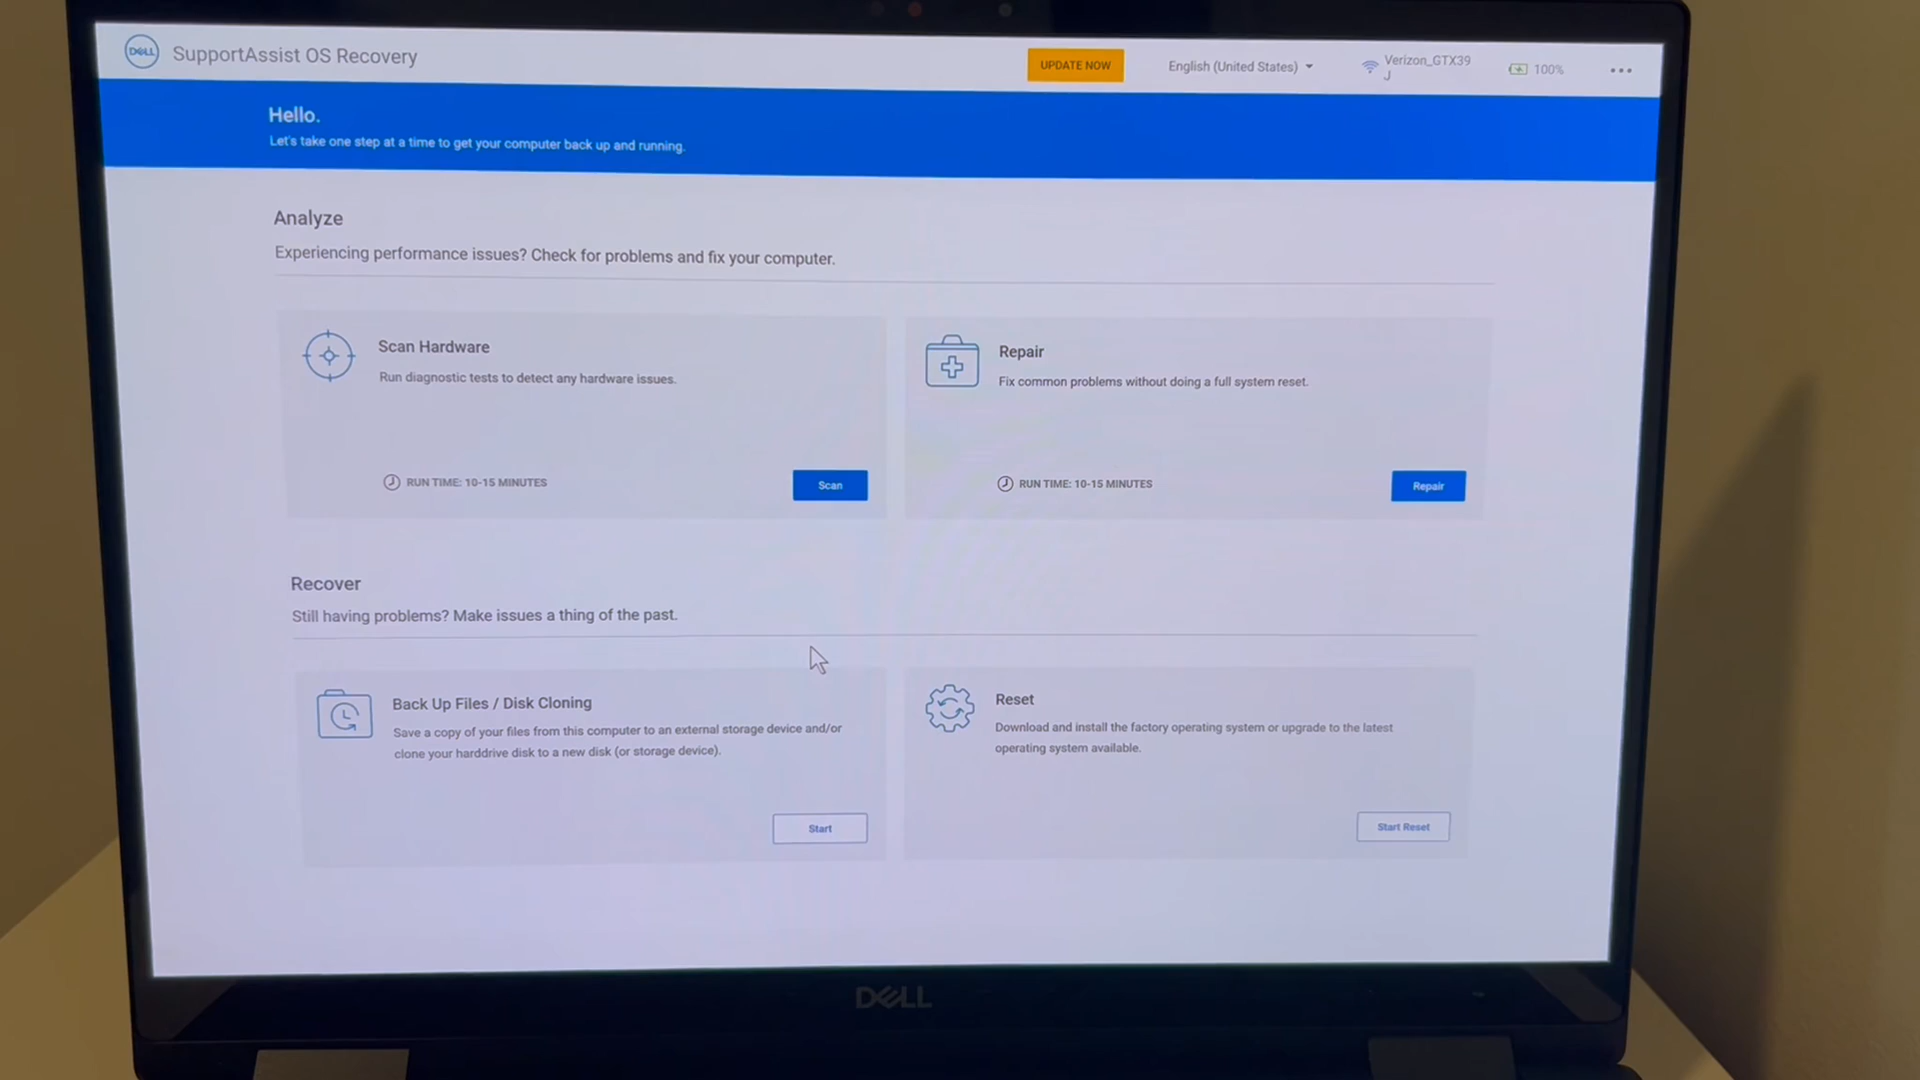 DELL
SupportAssist OS Recovery
UPDATE NOW
English (United States)
Verizon_GTX39
J
100%
Hello.
Let's take one step at a time to get your computer back up and running.
Analyze
Experiencing performance issues? Check for problems and fix your computer.
Scan Hardware
Run diagnostic tests to detect any hardware issues.
RUN TIME: 10-15 MINUTES
Scan
Repair
Fix common problems without doing a full system reset.
RUN TIME: 10-15 MINUTES
Repair
Recover
Still having problems? Make issues a thing of the past.
Back Up Files / Disk Cloning
Save a copy of your files from this computer to an external storage device and/or
clone your harddrive disk to a new disk (or storage device).
Start
Reset
Download and install the factory operating system or upgrade to the latest
operating system available.
Start Reset
DELL